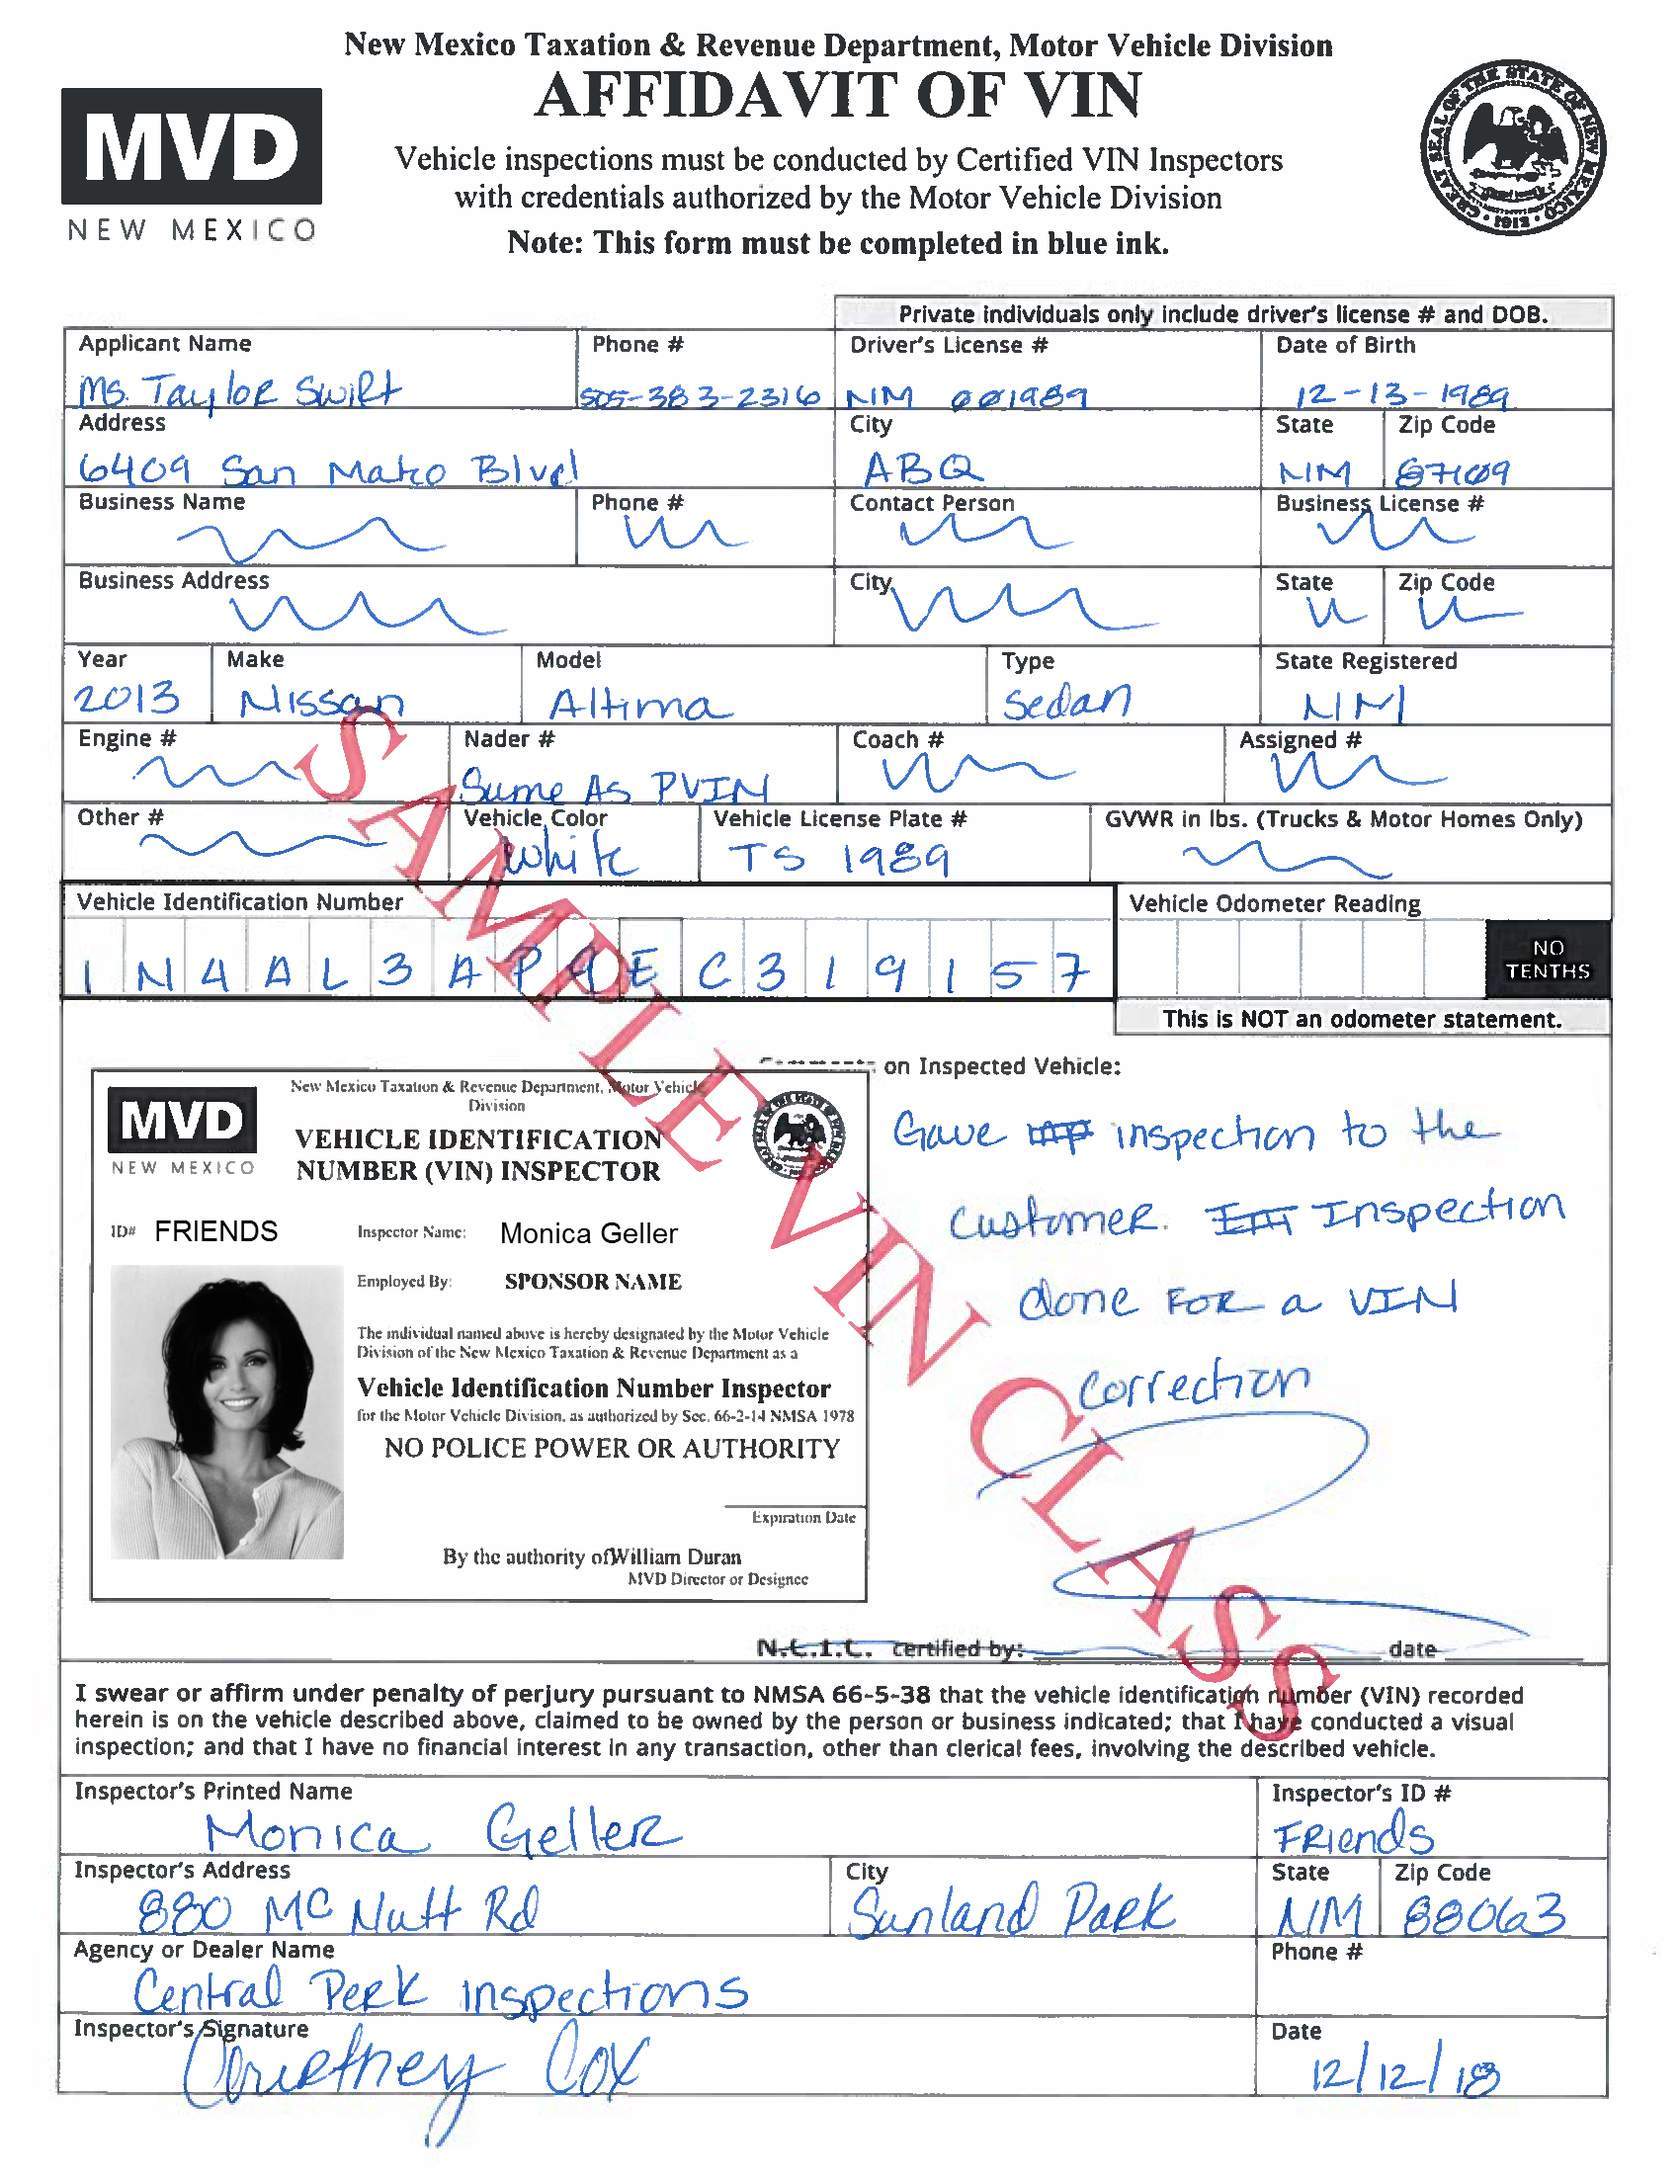 New Mexico Taxation & Revenue Department, Motor Vehicle Division
AFFIDAVIT OF VIN
MVD
NEW MEXICO
Vehicle inspections must be conducted by Certified VIN Inspectors
with credentials authorized by the Motor Vehicle Division
Note: This form must be completed in blue ink.
GREAT SEAL OF THE STATE OF NEW MEXICO 1912
Private individuals only include driver's license # and DOB.
Applicant Name Phone # Driver's License # Date of Birth
Ms. Taylor Swift 505-383-2316 NM 001989 12-13-1989
Address City State Zip Code
6409 San Mateo Blvd ABQ NM 87109
Business Name Phone # Contact Person Business License #
Business Address City State Zip Code
Year Make Model Type State Registered
2013 Nissan Altima Sedan NM
Engine # Nader # Coach # Assigned #
Same As PVIN
Other # Vehicle Color Vehicle License Plate # GVWR in lbs. (Trucks & Motor Homes Only)
White TS 1989
Vehicle Identification Number Vehicle Odometer Reading
1 N 4 A L 3 A P E C 3 1 9 1 5 7
NO
TENTHS
This is NOT an odometer statement.
SAMPLE VIN CLASS
on Inspected Vehicle:
Gave inspection to the
Customer. Inspection
done FOR a VIN
Correction
MVD
NEW MEXICO
New Mexico Taxation & Revenue Department, Motor Vehicle
Division
VEHICLE IDENTIFICATION
NUMBER (VIN) INSPECTOR
ID# FRIENDS Inspector Name: Monica Geller
Employed By: SPONSOR NAME
The individual named above is hereby designated by the Motor Vehicle
Division of the New Mexico Taxation & Revenue Department as a
Vehicle Identification Number Inspector
for the Motor Vehicle Division, as authorized by Sec. 66-2-14 NMSA 1978
NO POLICE POWER OR AUTHORITY
Expiration Date
By the authority ofWilliam Duran
MVD Director or Designee
N.C.I.C. certified by: date
I swear or affirm under penalty of perjury pursuant to NMSA 66-5-38 that the vehicle identification number (VIN) recorded
herein is on the vehicle described above, claimed to be owned by the person or business indicated; that I have conducted a visual
inspection; and that I have no financial interest in any transaction, other than clerical fees, involving the described vehicle.
Inspector's Printed Name Inspector's ID #
Monica Geller FRIends
Inspector's Address City State Zip Code
880 MC Nutt Rd Sunland Park NM 88063
Agency or Dealer Name Phone #
Central Perk inspections
Inspector's Signature Date
Courtney Cox 12/12/18